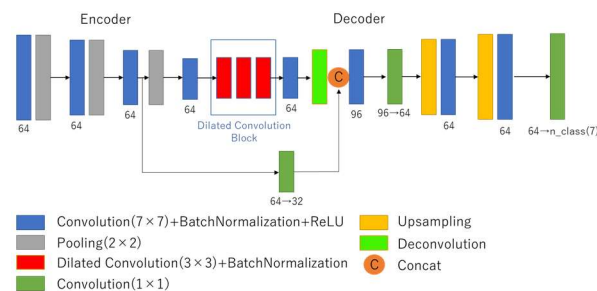 Encoder
Decoder
C
64
64
64
64
64
96
96→64
64
64
64→n_class(7)
Dilated Convolution
Block
64→32
Convolution(7×7)+BatchNormalization+ReLU
Pooling(2×2)
Dilated Convolution(3×3)+BatchNormalization
Convolution(1×1)
Upsampling
Deconvolution
C Concat